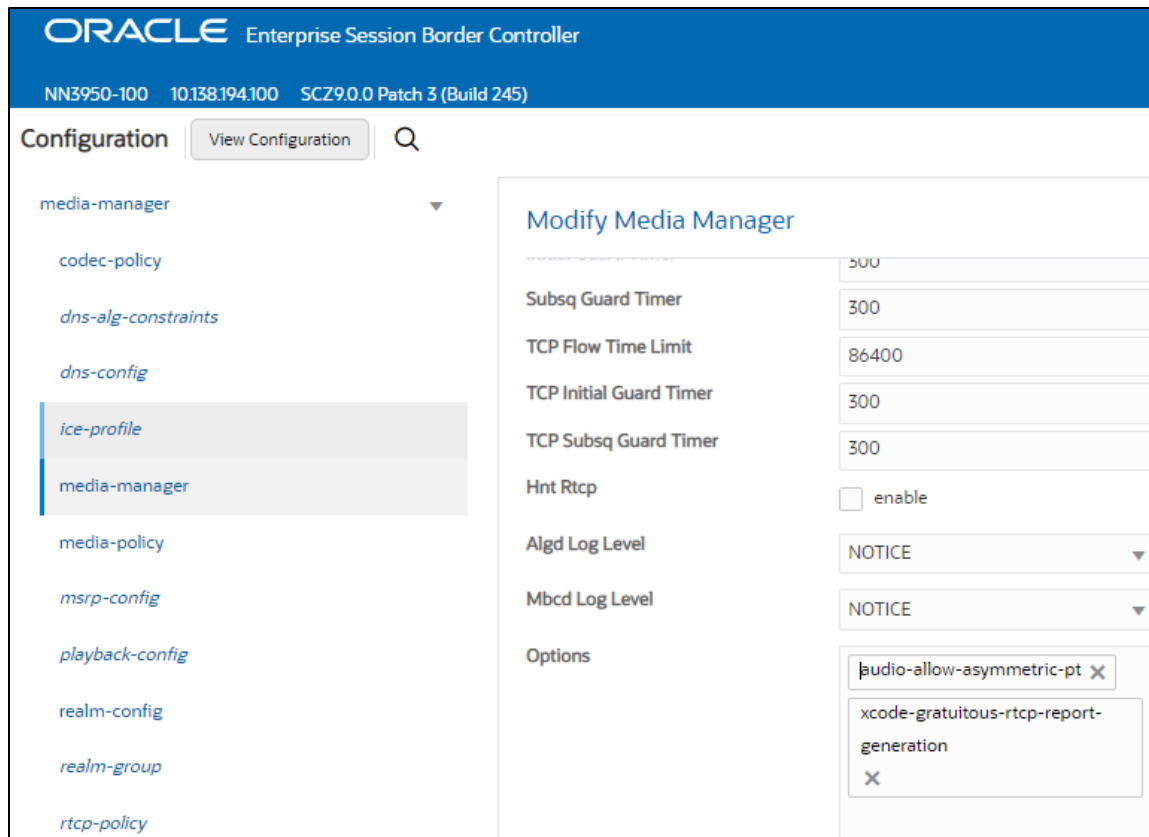 ORACLE Enterprise Session Border Controller
NN3950-100 10.138.194.100 SCZ9.0.0 Patch 3 (Build 245)
Configuration View Configuration
media-manager
codec-policy
dns-alg-constraints
dns-config
ice-profile
media-manager
media-policy
msrp-config
playback-config
realm-config
realm-group
rtcp-policy
Modify Media Manager
300
Subsq Guard Timer 300
TCP Flow Time Limit 86400
TCP Initial Guard Timer 300
TCP Subsq Guard Timer 300
Hnt Rtcp enable
Algd Log Level NOTICE
Mbcd Log Level NOTICE
Options audio-allow-asymmetric-pt
xcode-gratuitous-rtcp-report-
generation